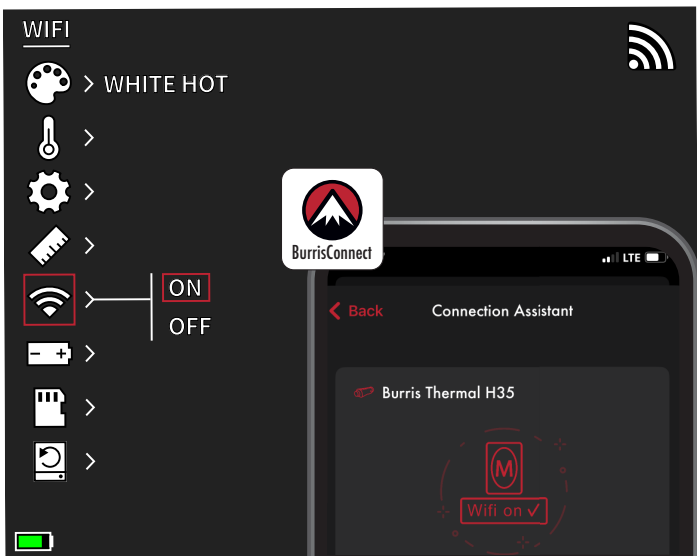 WIFI
WHITE HOT
ON
OFF
BurrisConnect
LTE
Back
Connection Assistant
Burris Thermal H35
M
Wifi on ✓